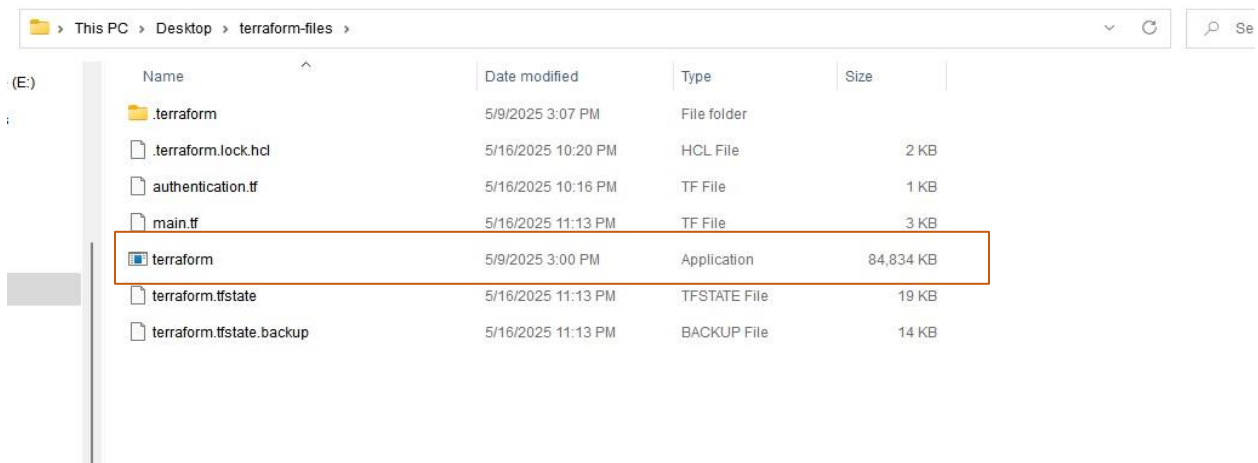 This PC > Desktop > terraform-files >
Se
(E:)
Name Date modified Type Size
.terraform 5/9/2025 3:07 PM File folder
.terraform.lock.hcl 5/16/2025 10:20 PM HCL File 2 KB
authentication.tf 5/16/2025 10:16 PM TF File 1 KB
main.tf 5/16/2025 11:13 PM TF File 3 KB
terraform 5/9/2025 3:00 PM Application 84,834 KB
terraform.tfstate 5/16/2025 11:13 PM TFSTATE File 19 KB
terraform.tfstate.backup 5/16/2025 11:13 PM BACKUP File 14 KB